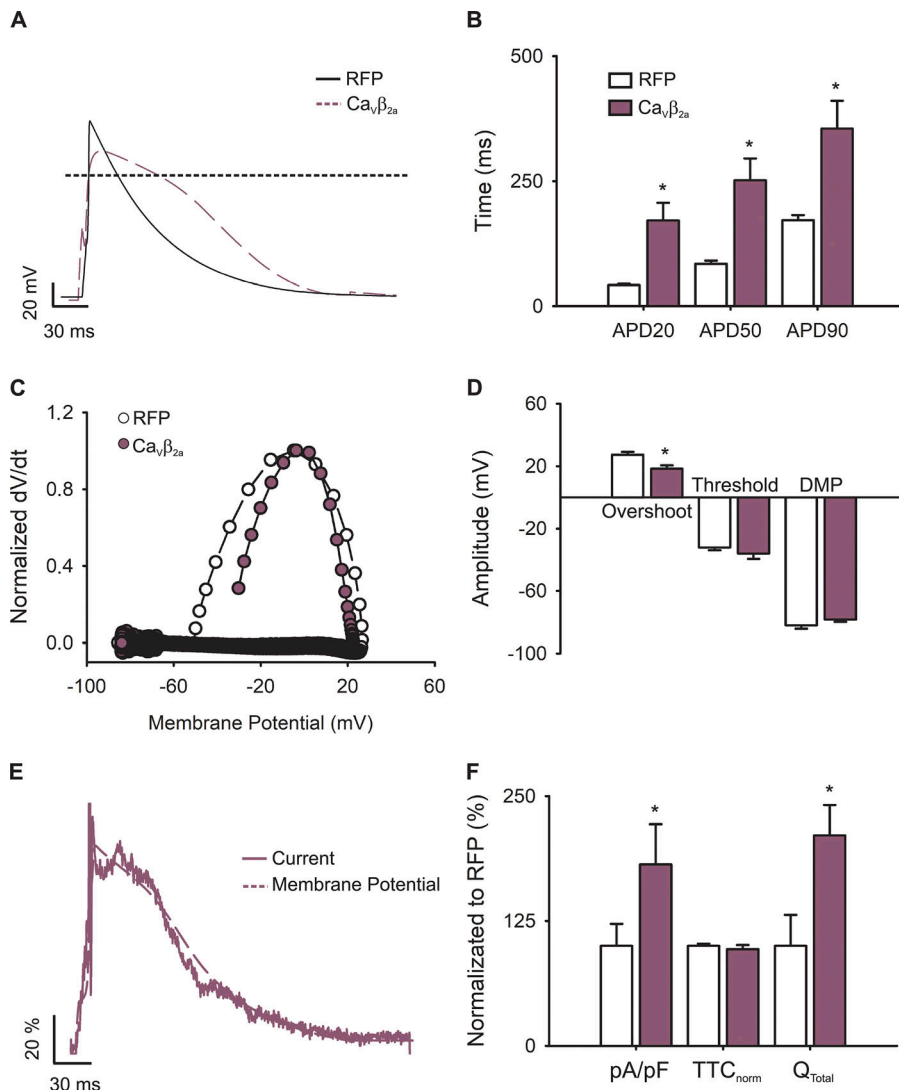 A
RFP
Caᵥβ₂ₐ
20 mV
30 ms
B
500
250
0
Time (ms)
RFP
Caᵥβ₂ₐ
*
*
*
APD20
APD50
APD90
C
1.2
0.8
0.4
0.0
Normalized dV/dt
RFP
Caᵥβ₂ₐ
-100
-60
-20
20
60
Membrane Potential (mV)
D
60
20
-20
-60
-100
Amplitude (mV)
*
Overshoot
Threshold
DMP
E
Current
Membrane Potential
20 %
30 ms
F
250
125
0
Normalizated to RFP (%)
*
*
pA/pF
TTCnorm
QTotal